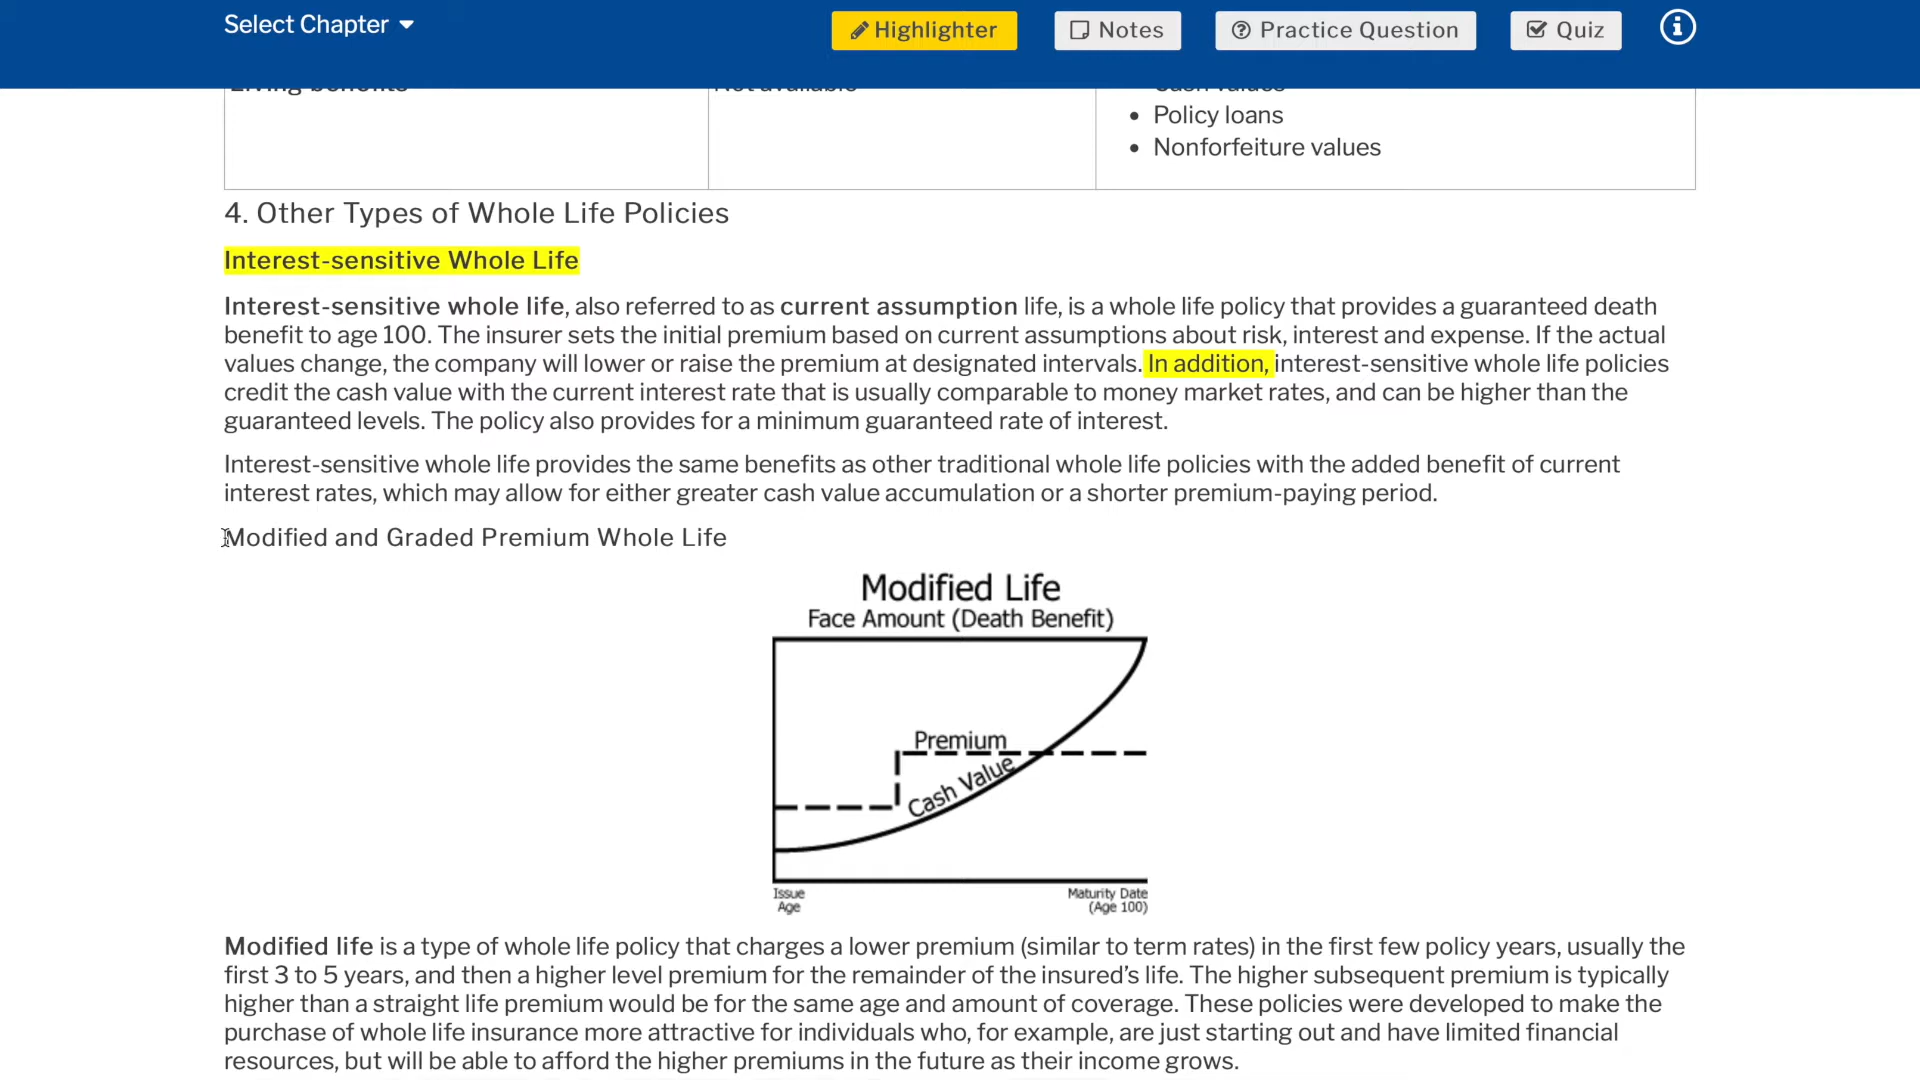 Select Chapter
Highlighter
Notes
Practice Question
Quiz
Policy loans
Nonforfeiture values
4. Other Types of Whole Life Policies
Interest-sensitive Whole Life
Interest-sensitive whole life, also referred to as current assumption life, is a whole life policy that provides a guaranteed death
benefit to age 100. The insurer sets the initial premium based on current assumptions about risk, interest and expense. If the actual
values change, the company will lower or raise the premium at designated intervals. In addition, interest-sensitive whole life policies
credit the cash value with the current interest rate that is usually comparable to money market rates, and can be higher than the
guaranteed levels. The policy also provides for a minimum guaranteed rate of interest.
Interest-sensitive whole life provides the same benefits as other traditional whole life policies with the added benefit of current
interest rates, which may allow for either greater cash value accumulation or a shorter premium-paying period.
Modified and Graded Premium Whole Life
Modified Life
Face Amount (Death Benefit)
Premium
Cash Value
Issue
Age
Maturity Date
(Age 100)
Modified life is a type of whole life policy that charges a lower premium (similar to term rates) in the first few policy years, usually the
first 3 to 5 years, and then a higher level premium for the remainder of the insured's life. The higher subsequent premium is typically
higher than a straight life premium would be for the same age and amount of coverage. These policies were developed to make the
purchase of whole life insurance more attractive for individuals who, for example, are just starting out and have limited financial
resources, but will be able to afford the higher premiums in the future as their income grows.